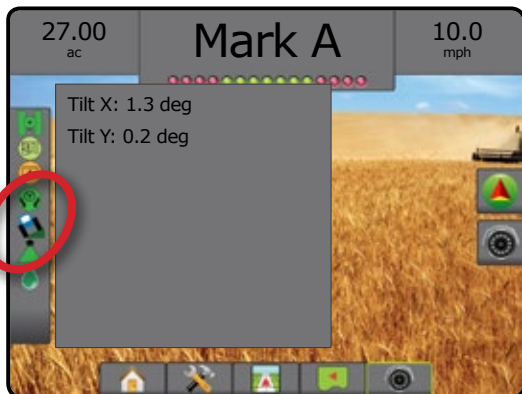 27.00
ac
Mark A
10.0
mph
Tilt X: 1.3 deg
Tilt Y: 0.2 deg